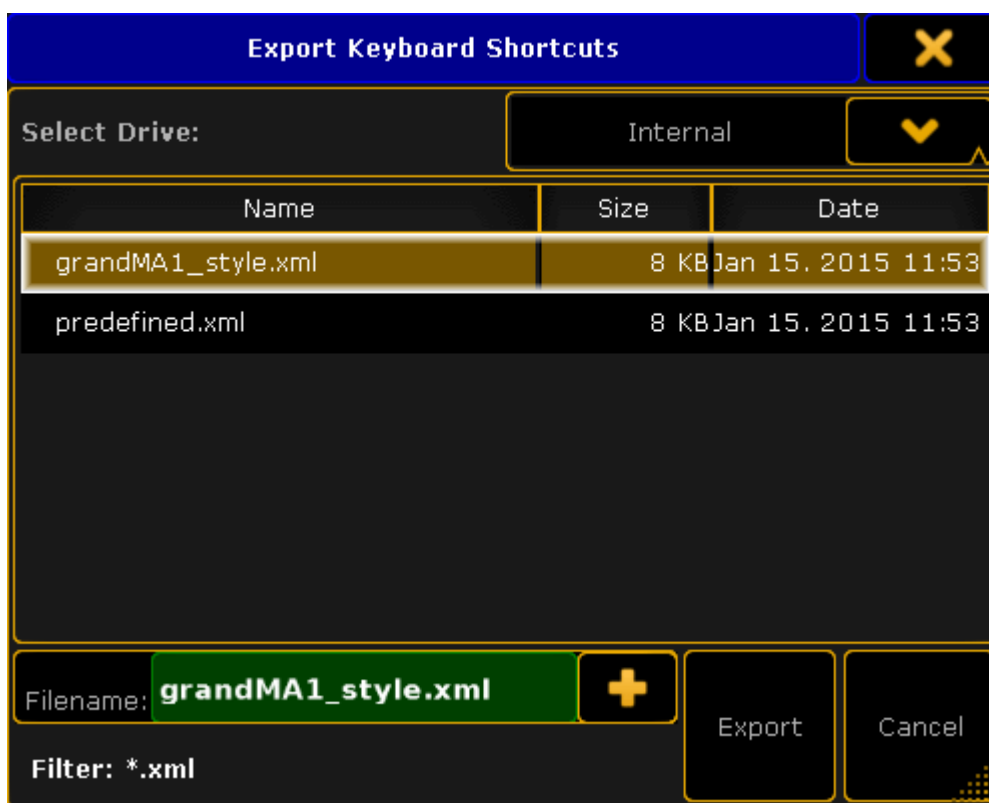 Export Keyboard Shortcuts
Select Drive: Internal
Name Size Date
grandMA1_style.xml 8 KB Jan 15. 2015 11:53
predefined.xml 8 KB Jan 15. 2015 11:53
Filename: grandMA1_style.xml
Export Cancel
Filter: *.xml